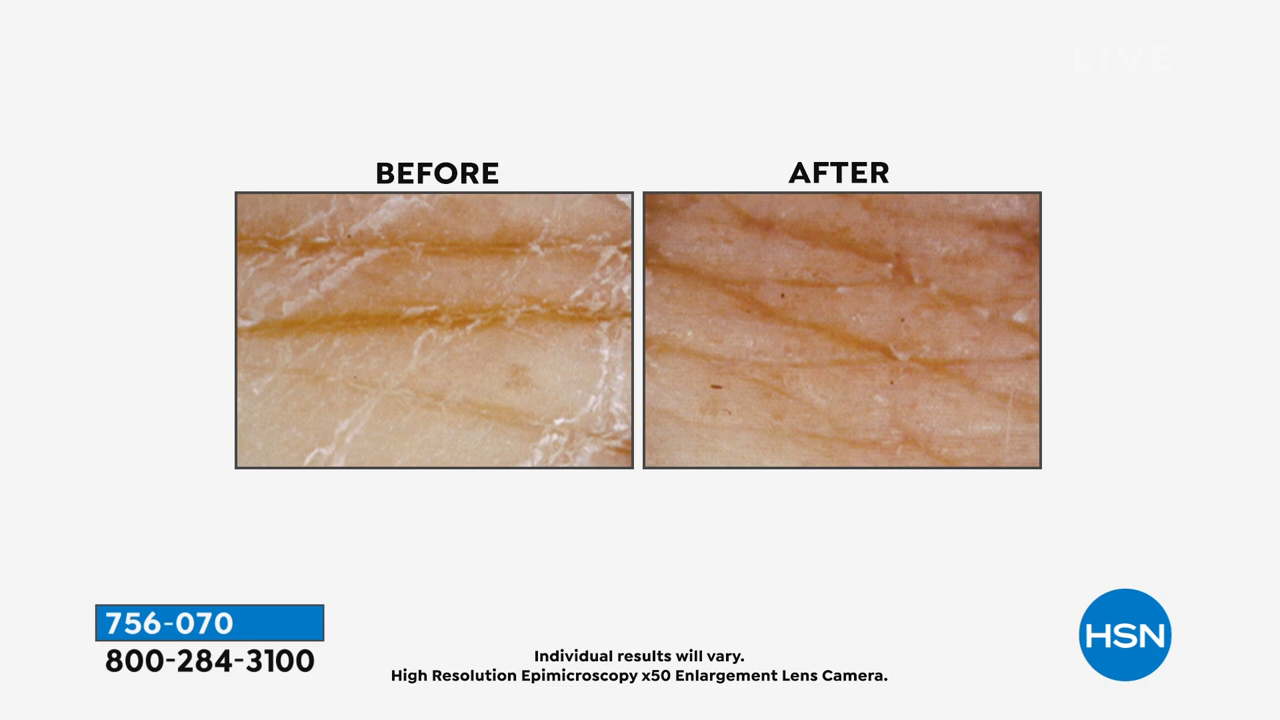 LIVE
BEFORE
AFTER
756-070
800-284-3100
Individual results will vary.
High Resolution Epimicroscopy x50 Enlargement Lens Camera.
HSN